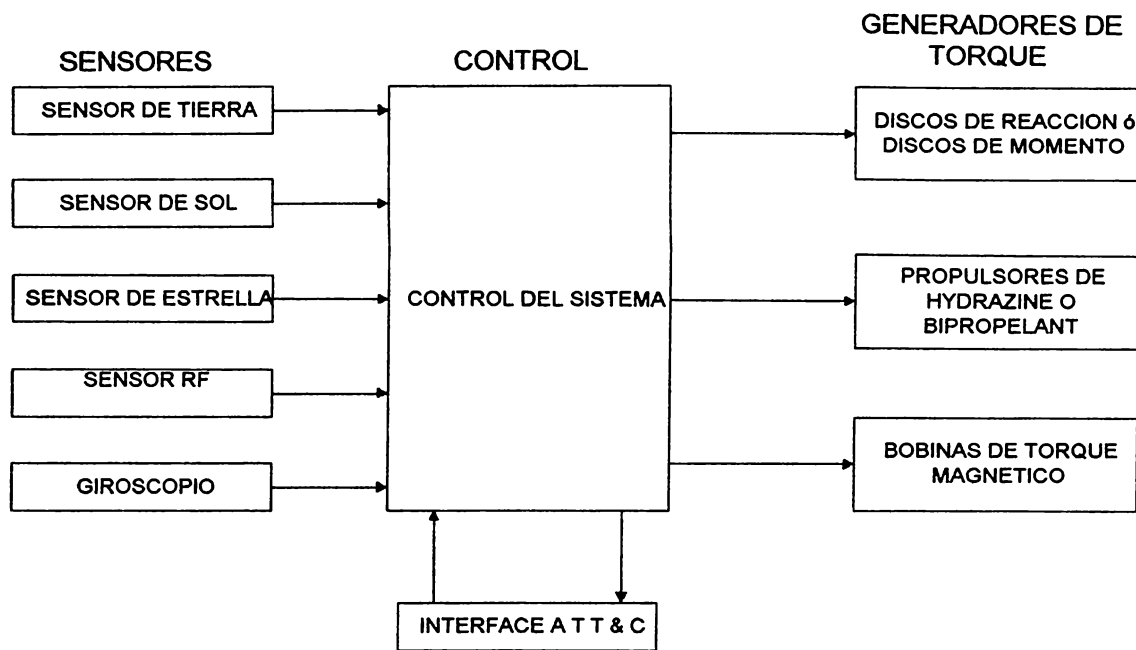 SENSORES
SENSOR DE TIERRA
SENSOR DE SOL
SENSOR DE ESTRELLA
SENSOR RF
GIROSCOPIO
CONTROL
CONTROL DEL SISTEMA
INTERFACE A T T & C
GENERADORES DE
TORQUE
DISCOS DE REACCION ó
DISCOS DE MOMENTO
PROPULSORES DE
HYDRAZINE O
BIPROPELANT
BOBINAS DE TORQUE
MAGNETICO